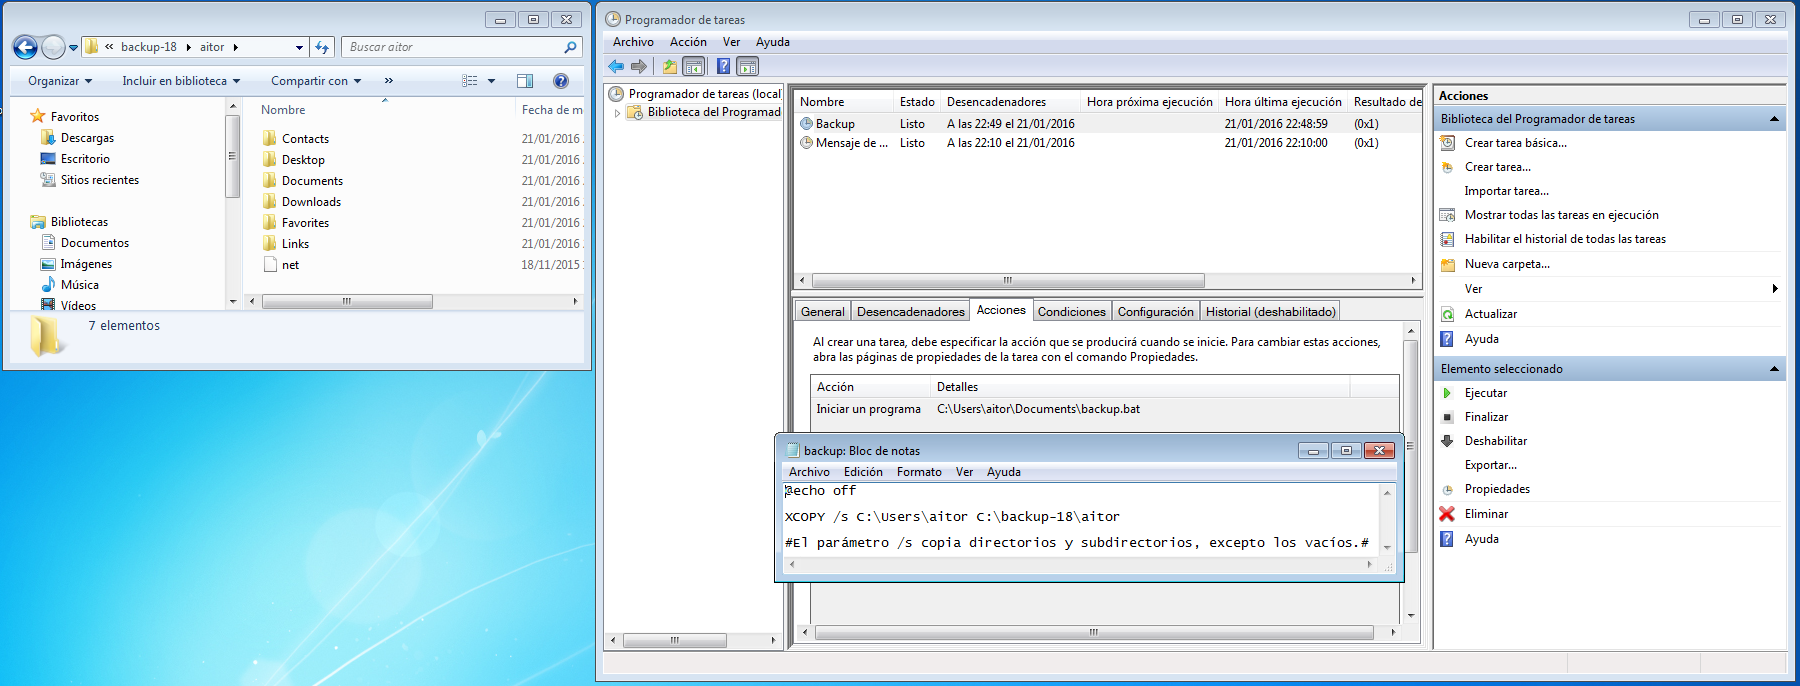 backup-18 aitor
Buscar aitor
Organizar Incluir en biblioteca Compartir con »
Favoritos
Descargas
Escritorio
Sitios recientes
Bibliotecas
Documentos
Imágenes
Música
Vídeos
Nombre Fecha de m
Contacts 21/01/2016
Desktop 21/01/2016
Documents 21/01/2016
Downloads 21/01/2016
Favorites 21/01/2016
Links 21/01/2016
net 18/11/2015
7 elementos
Programador de tareas
Archivo Acción Ver Ayuda
Programador de tareas (local
Biblioteca del Programad
Nombre Estado Desencadenadores Hora próxima ejecución Hora última ejecución Resultado de
Backup Listo A las 22:49 el 21/01/2016 21/01/2016 22:48:59 (0x1)
Mensaje de ... Listo A las 22:10 el 21/01/2016 21/01/2016 22:10:00 (0x1)
General Desencadenadores Acciones Condiciones Configuración Historial (deshabilitado)
Al crear una tarea, debe especificar la acción que se producirá cuando se inicie. Para cambiar estas acciones,
abra las páginas de propiedades de la tarea con el comando Propiedades.
Acción Detalles
Iniciar un programa C:\Users\aitor\Documents\backup.bat
backup: Bloc de notas
Archivo Edición Formato Ver Ayuda
@echo off
XCOPY /s C:\Users\aitor C:\backup-18\aitor
#El parámetro /s copia directorios y subdirectorios, excepto los vacíos.#
Acciones
Biblioteca del Programador de tareas
Crear tarea básica...
Crear tarea...
Importar tarea...
Mostrar todas las tareas en ejecución
Habilitar el historial de todas las tareas
Nueva carpeta...
Ver
Actualizar
Ayuda
Elemento seleccionado
Ejecutar
Finalizar
Deshabilitar
Exportar...
Propiedades
Eliminar
Ayuda